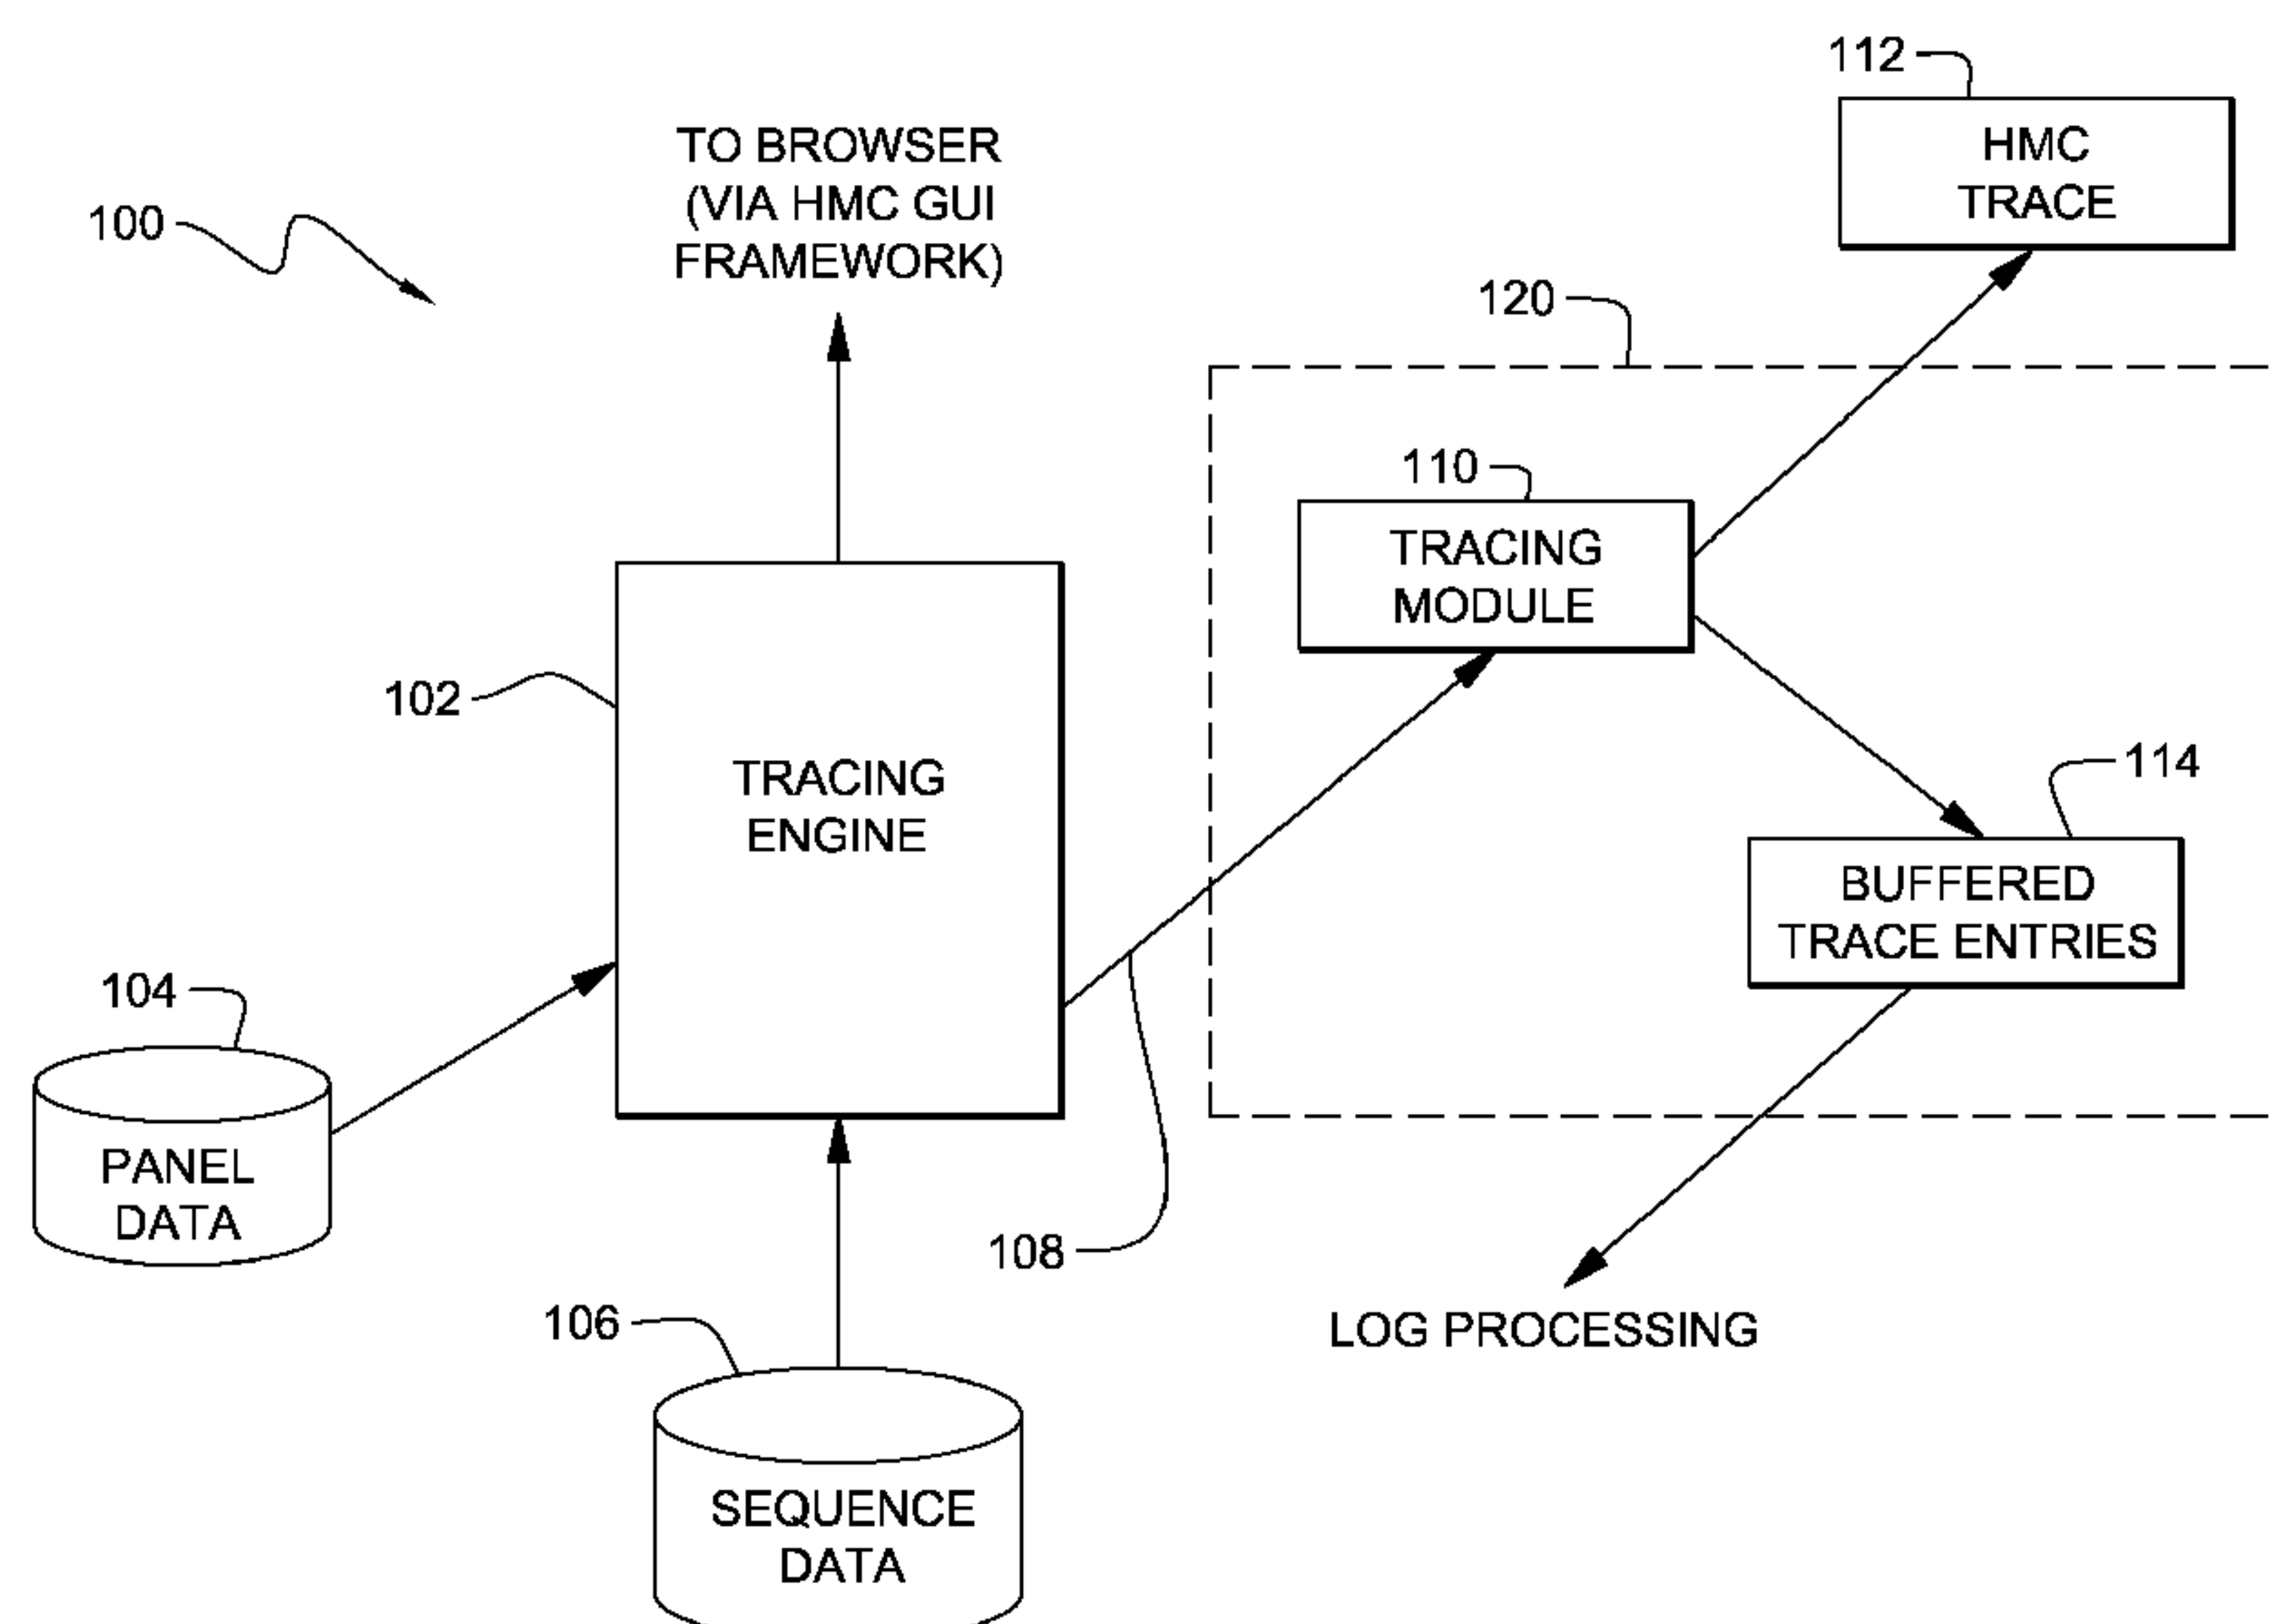 112
HMC
TRACE
TO BROWSER
(VIA HMC GUI
FRAMEWORK)
100
120
110
TRACING
MODULE
102
TRACING
ENGINE
114
BUFFERED
TRACE ENTRIES
104
PANEL
DATA
108
106
LOG PROCESSING
SEQUENCE
DATA